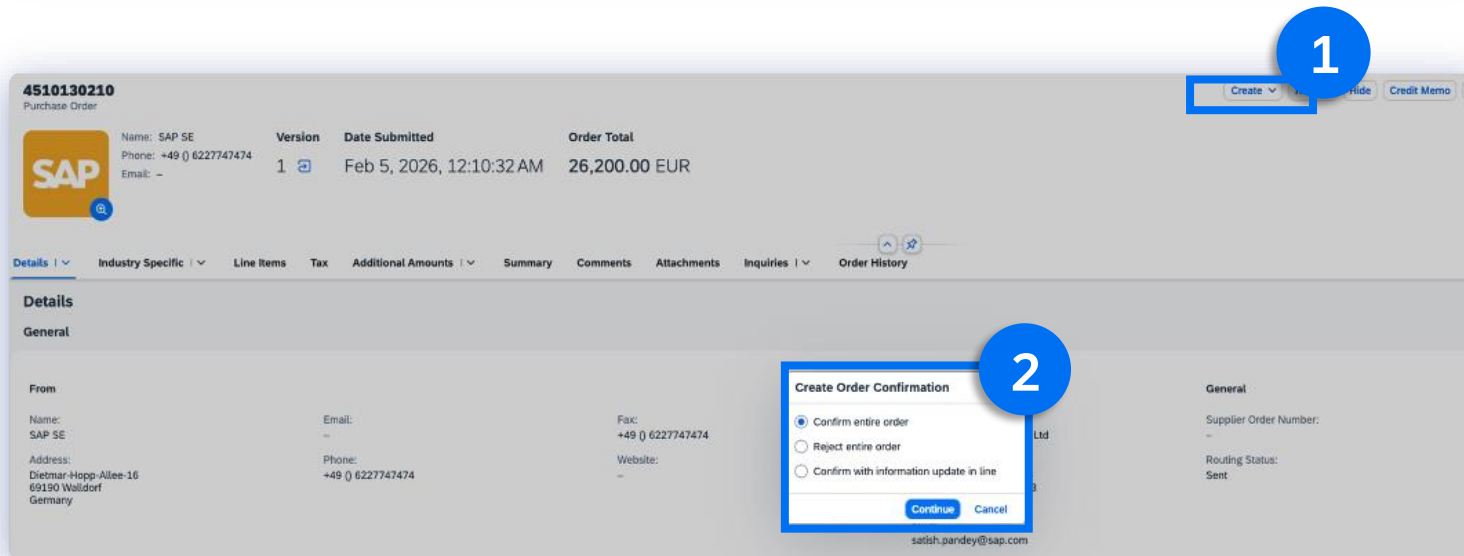 1
4510130210
Purchase Order
Create
Hide
Credit Memo
SAP
Name: SAP SE
Phone: +49 () 6227747474
Email: –
Version
1
Date Submitted
Feb 5, 2026, 12:10:32 AM
Order Total
26,200.00 EUR
Details
Industry Specific
Line Items
Tax
Additional Amounts
Summary
Comments
Attachments
Inquiries
Order History
Details
General
2
From
Name:
SAP SE
Address:
Dietmar-Hopp-Allee-16
69190 Walldorf
Germany
Email:
–
Phone:
+49 () 6227747474
Fax:
+49 () 6227747474
Website:
–
Create Order Confirmation
Confirm entire order
Reject entire order
Confirm with information update in line
Continue
Cancel
Ltd
satish.pandey@sap.com
General
Supplier Order Number:
–
Routing Status:
Sent